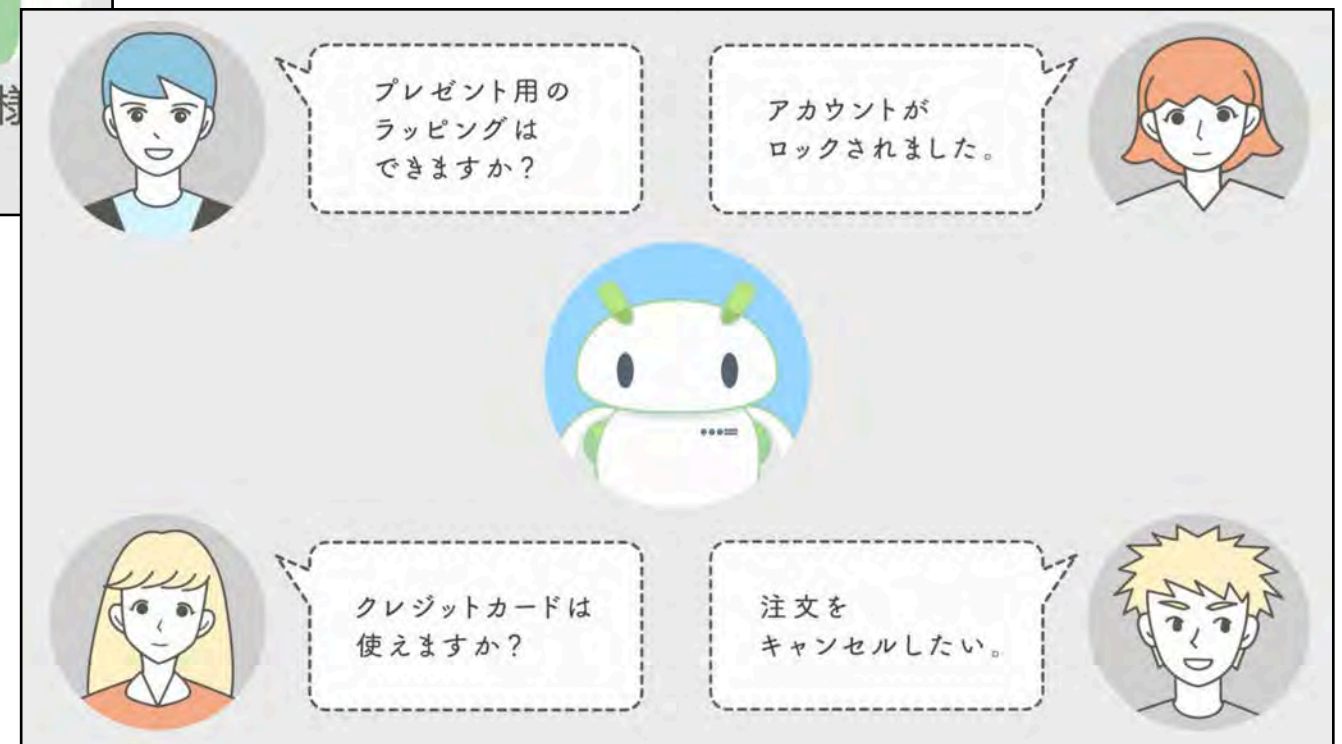 様
プレゼント用の
ラッピングは
できますか？
アカウントが
ロックされました。
クレジットカードは
使えますか？
注文を
キャンセルしたい。